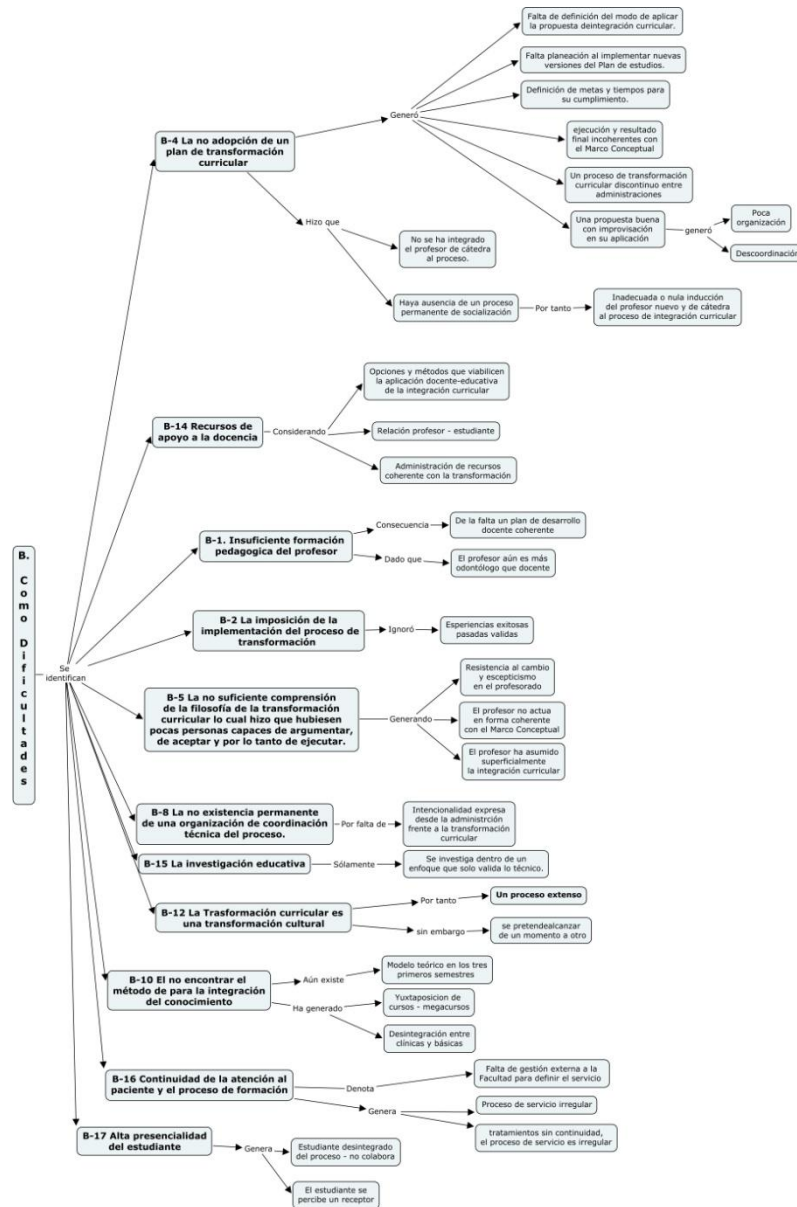 Falta de definición del modo de aplicar
la propuesta deintegración curricular.
Falta planeación al implementar nuevas
versiones del Plan de estudios.
Definición de metas y tiempos para
su cumplimiento.
B-4 La no adopción de un
plan de transformación
curricular
Generó
ejecución y resultado
final incoherentes con
el Marco Conceptual
Un proceso de transformación
curricular discontinuo entre
administraciones
Una propuesta buena
con improvisación
en su aplicación
generó
Poca
organización
Descoordinación
Hizo que
No se ha integrado
el profesor de cátedra
al proceso.
Haya ausencia de un proceso
permanente de socialización
Por tanto
Inadecuada o nula inducción
del profesor nuevo y de cátedra
al proceso de integración curricular
B-14 Recursos de
apoyo a la docencia
Considerando
Opciones y métodos que viabilicen
la aplicación docente-educativa
de la integración curricular
Relación profesor - estudiante
Administración de recursos
coherente con la transformación
B.
Como
Dificultades
Se
identifican
B-1. Insuficiente formación
pedagogica del profesor
Consecuencia
De la falta un plan de desarrollo
docente coherente
Dado que
El profesor aún es más
odontólogo que docente
B-2 La imposición de la
implementación del proceso de
transformación
Ignoró
Esperiencias exitosas
pasadas validas
B-5 La no suficiente comprensión
de la filosofía de la transformación
curricular lo cual hizo que hubiesen
pocas personas capaces de argumentar,
de aceptar y por lo tanto de ejecutar.
Generando
Resistencia al cambio
y escepticismo
en el profesorado
El profesor no actua
en forma coherente
con el Marco Conceptual
El profesor ha asumido
superficialmente
la integración curricular
B-8 La no existencia permanente
de una organización de coordinación
técnica del proceso.
Por falta de
Intencionalidad expresa
desde la administrción
frente a la transformación
curricular
B-15 La investigación educativa
Sólamente
Se investiga dentro de un
enfoque que solo valida lo técnico.
B-12 La Trasformación curricular es
una transformación cultural
Por tanto
Un proceso extenso
sin embargo
se pretendealcanzar
de un momento a otro
B-10 El no encontrar el
método de para la integración
del conocimiento
Aún existe
Modelo teórico en los tres
primeros semestres
Ha generado
Yuxtaposicion de
cursos - megacursos
Desintegración entre
clínicas y básicas
B-16 Continuidad de la atención al
paciente y el proceso de formación
Denota
Falta de gestión externa a la
Facultad para definir el servicio
Genera
Proceso de servicio irregular
tratamientos sin continuidad,
el proceso de servicio es irregular
B-17 Alta presencialidad
del estudiante
Genera
Estudiante desintegrado
del proceso - no colabora
El estudiante se
percibe un receptor